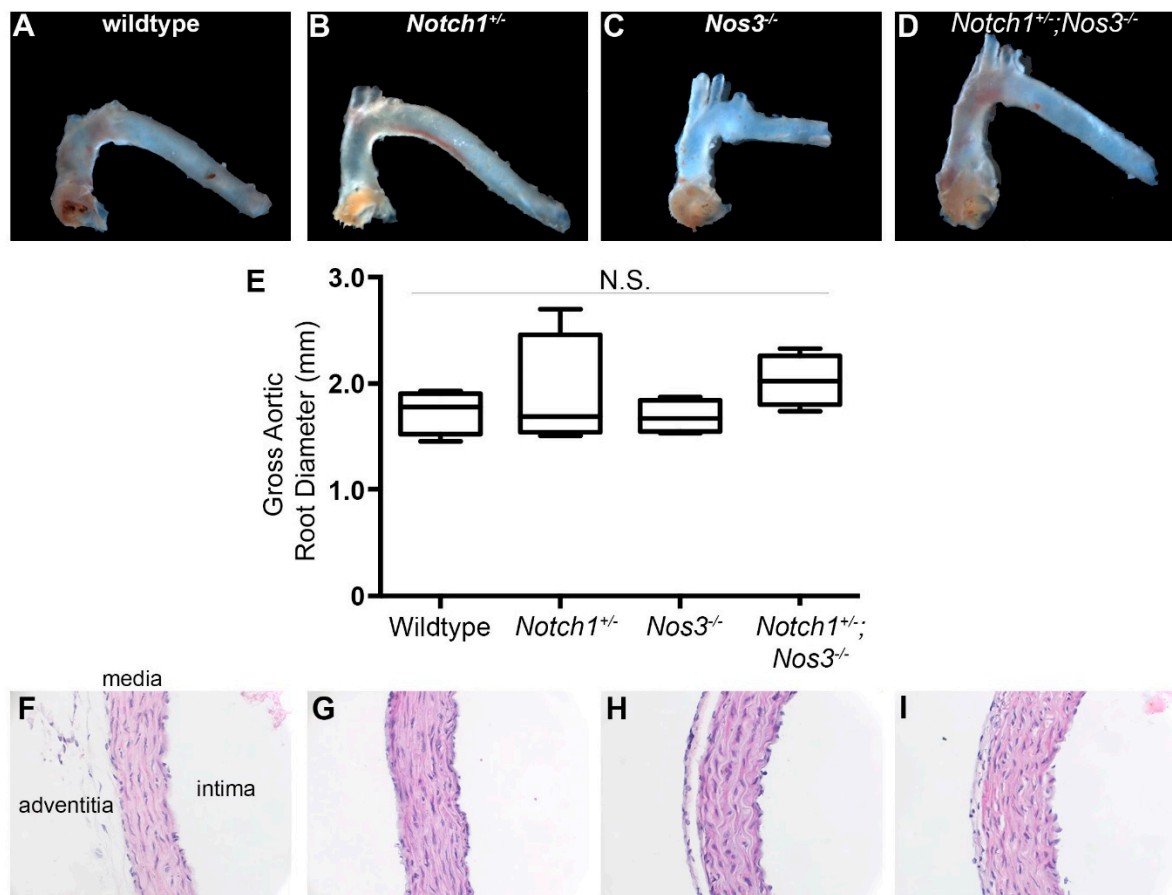 A wildtype
B Notch1+/-
C Nos3-/-
D Notch1+/-;Nos3-/-
E
N.S.
Gross Aortic
Root Diameter (mm)
3.0
2.0
1.0
0
Wildtype
Notch1+/-
Nos3-/-
Notch1+/-;
Nos3-/-
media
F
G
H
I
adventitia
intima